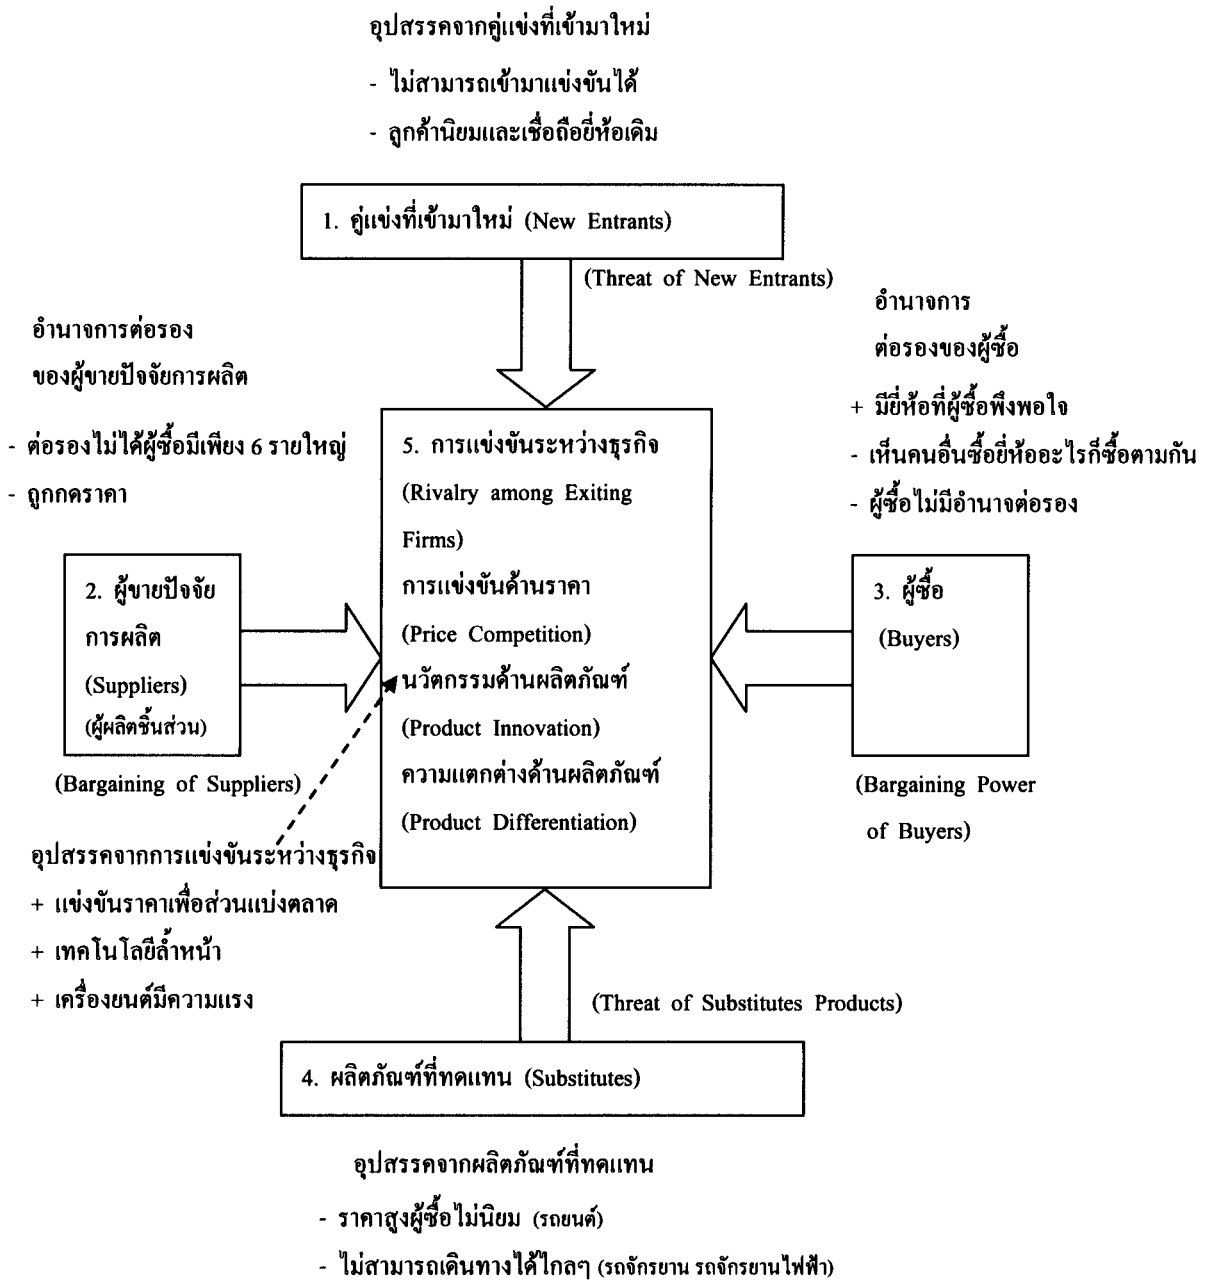 อุปสรรคจากคู่แข่งที่เข้ามาใหม่
- ไม่สามารถเข้ามาแข่งขันได้
- ลูกค้านิยมและเชื่อถือยี่ห้อเดิม
1. คู่แข่งที่เข้ามาใหม่ (New Entrants)
(Threat of New Entrants)
อำนาจการต่อรอง
ของผู้ขายปัจจัยการผลิต
- ต่อรองไม่ได้ผู้ซื้อมีเพียง 6 รายใหญ่
- ถูกกดราคา
อำนาจการ
ต่อรองของผู้ซื้อ
+ มียี่ห้อที่ผู้ซื้อพึงพอใจ
- เห็นคนอื่นซื้อยี่ห้ออะไรก็ซื้อตามกัน
- ผู้ซื้อไม่มีอำนาจต่อรอง
2. ผู้ขายปัจจัย
การผลิต
(Suppliers)
(ผู้ผลิตชิ้นส่วน)
(Bargaining of Suppliers)
5. การแข่งขันระหว่างธุรกิจ
(Rivalry among Exiting
Firms)
การแข่งขันด้านราคา
(Price Competition)
นวัตกรรมด้านผลิตภัณฑ์
(Product Innovation)
ความแตกต่างด้านผลิตภัณฑ์
(Product Differentiation)
3. ผู้ซื้อ
(Buyers)
(Bargaining Power
of Buyers)
อุปสรรคจากการแข่งขันระหว่างธุรกิจ
+ แข่งขันราคาเพื่อส่วนแบ่งตลาด
+ เทคโนโลยีล้ำหน้า
+ เครื่องยนต์มีความแรง
(Threat of Substitutes Products)
4. ผลิตภัณฑ์ที่ทดแทน (Substitutes)
อุปสรรคจากผลิตภัณฑ์ที่ทดแทน
- ราคาสูงผู้ซื้อไม่นิยม (รถยนต์)
- ไม่สามารถเดินทางได้ไกลๆ (รถจักรยาน รถจักรยานไฟฟ้า)